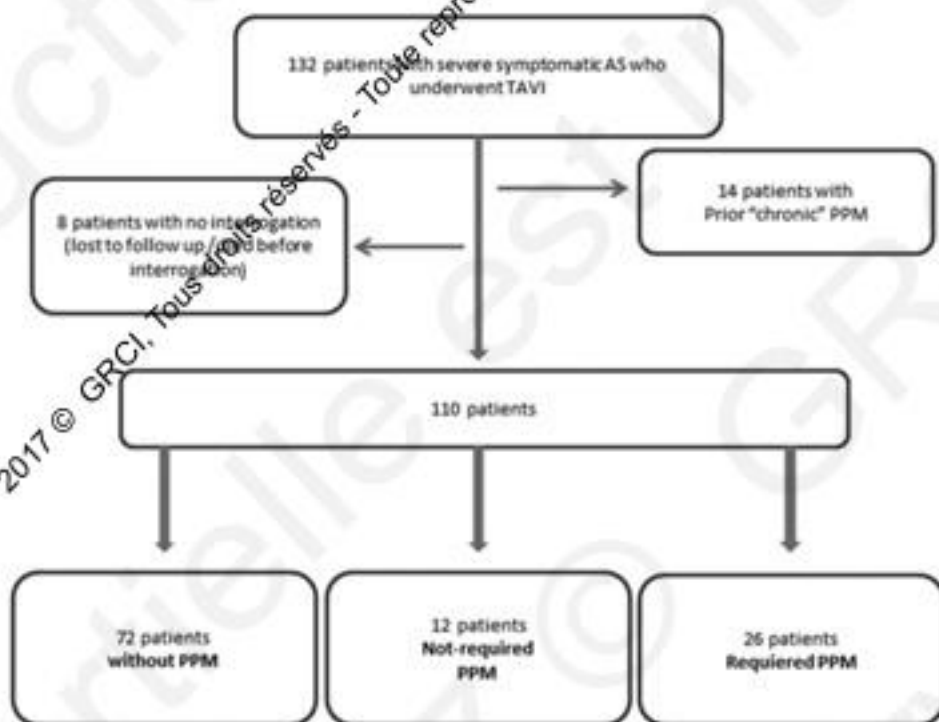 132 patients with severe symptomatic AS who
underwent TAVI
14 patients with
Prior "chronic" PPM
8 patients with no interrogation
(lost to follow up / died before
interrogation)
110 patients
72 patients
without PPM
12 patients
Not-required
PPM
26 patients
Requiered PPM
2017 © GRCI, Tous droits réservés - Toute repro